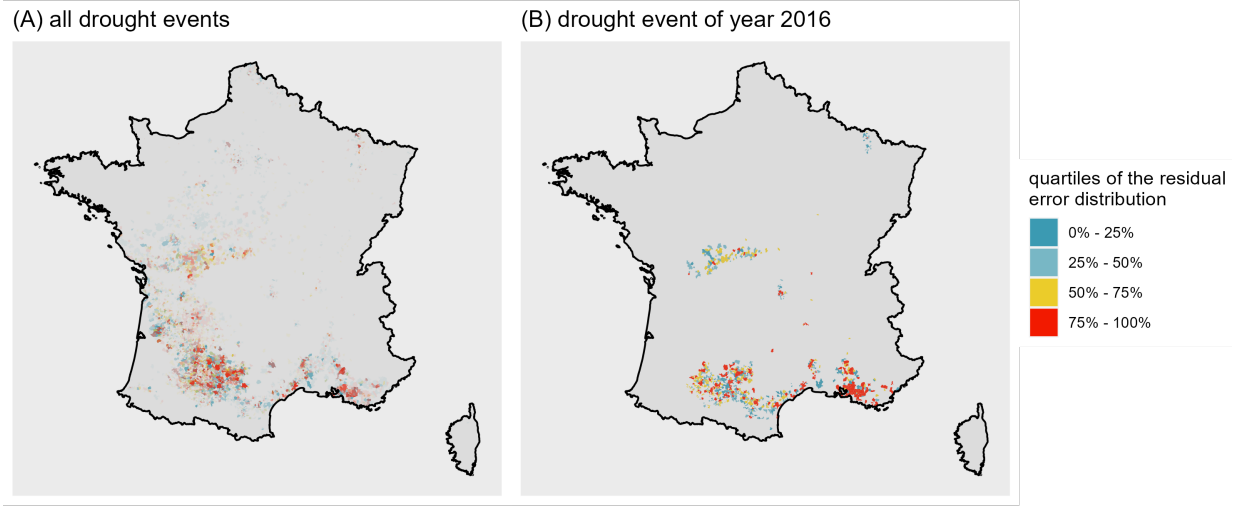 (A) all drought events
(B) drought event of year 2016
quartiles of the residual
error distribution
0% - 25%
25% - 50%
50% - 75%
75% - 100%